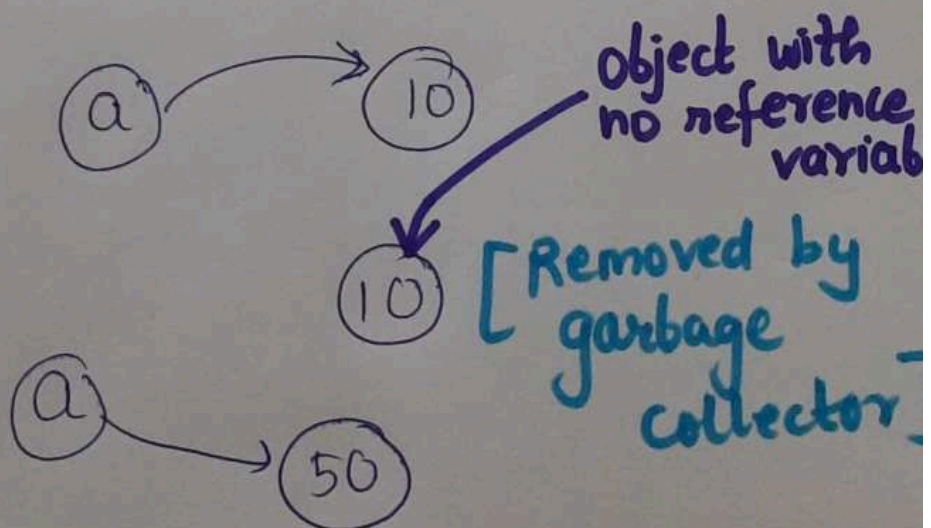 a
10
object with
no reference
variab
10
[Removed by
garbage
collector]
a
50